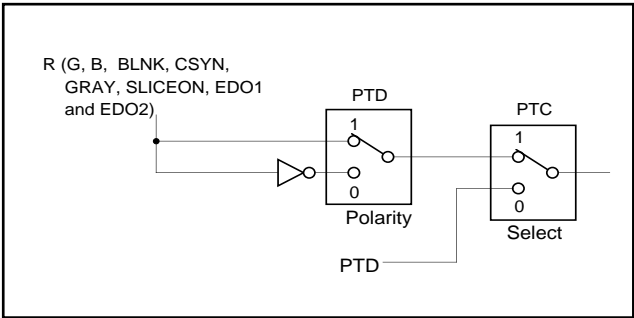 R (G, B, BLNK, CSYN,
GRAY, SLICEON, EDO1
and EDO2)
PTD
1
0
Polarity
PTC
1
0
Select
PTD